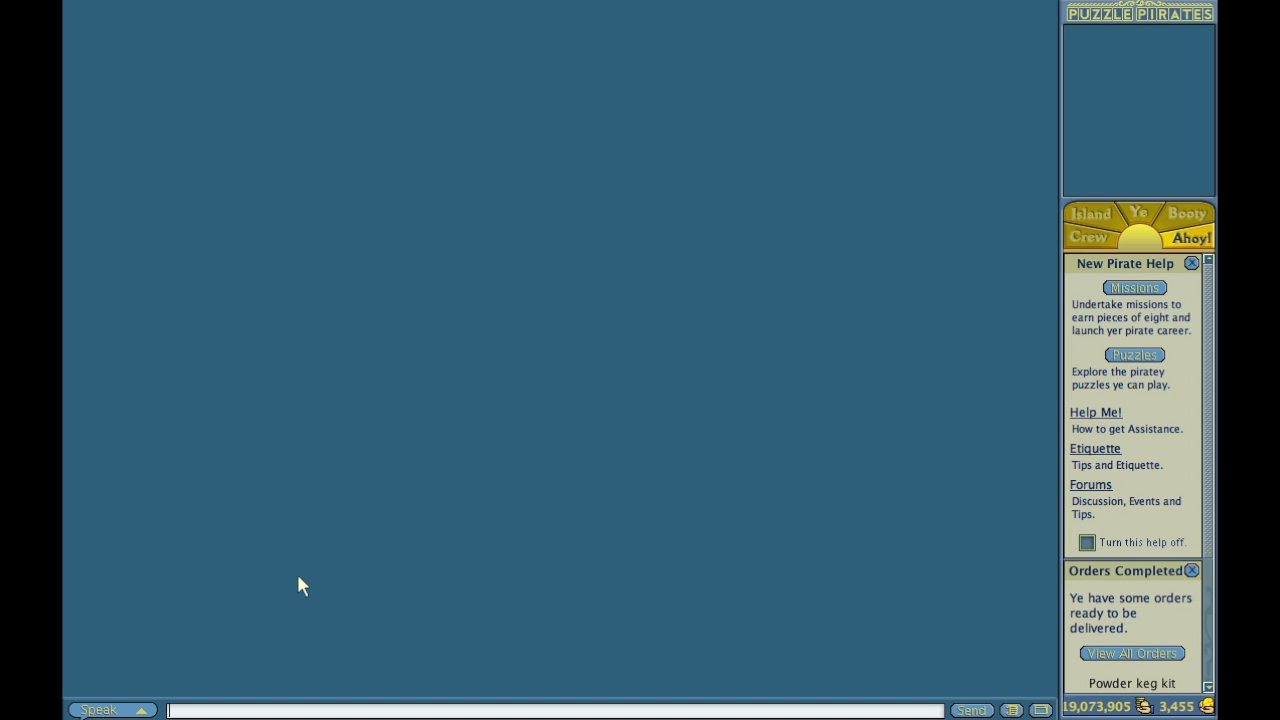 PUZZLE PIRATES
Island
Ye
Booty
Crew
Ahoy!
New Pirate Help
Missions
Undertake missions to
earn pieces of eight and
launch yer pirate career.
Puzzles
Explore the piratey
puzzles ye can play.
Help Me!
How to get Assistance.
Etiquette
Tips and Etiquette.
Forums
Discussion, Events and
Tips.
Turn this help off.
Orders Completed
Ye have some orders
ready to be
delivered.
View All Orders
Powder keg kit
Speak
Send
19,073,905
3,455